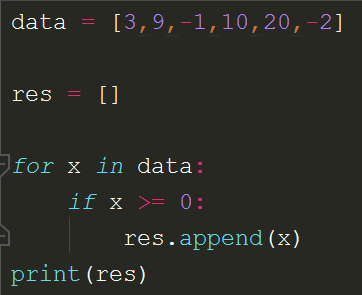 data = [3,9,-1,10,20,-2]
res = []
for x in data:
    if x >= 0:
        res.append(x)
print(res)